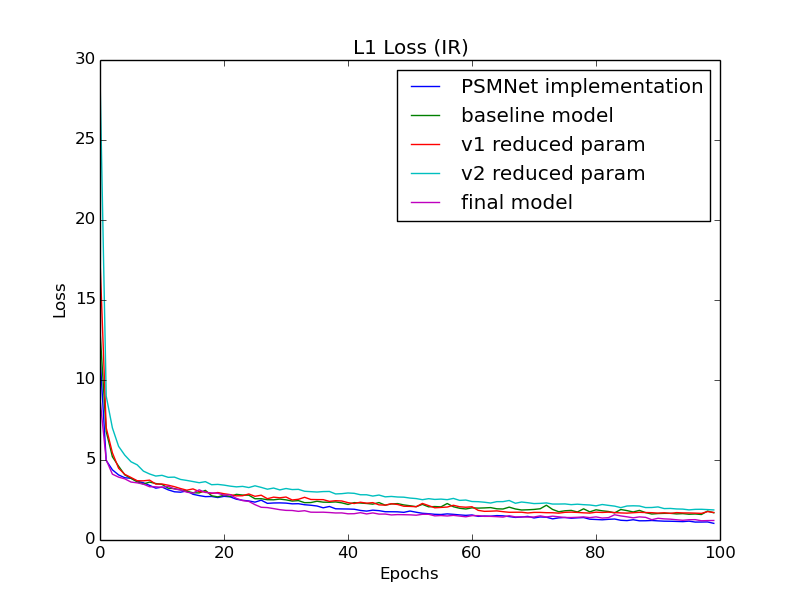 L1 Loss (IR)
30
25
20
15
10
5
0
Loss
PSMNet implementation
baseline model
v1 reduced param
v2 reduced param
final model
0 20 40 60 80 100
Epochs